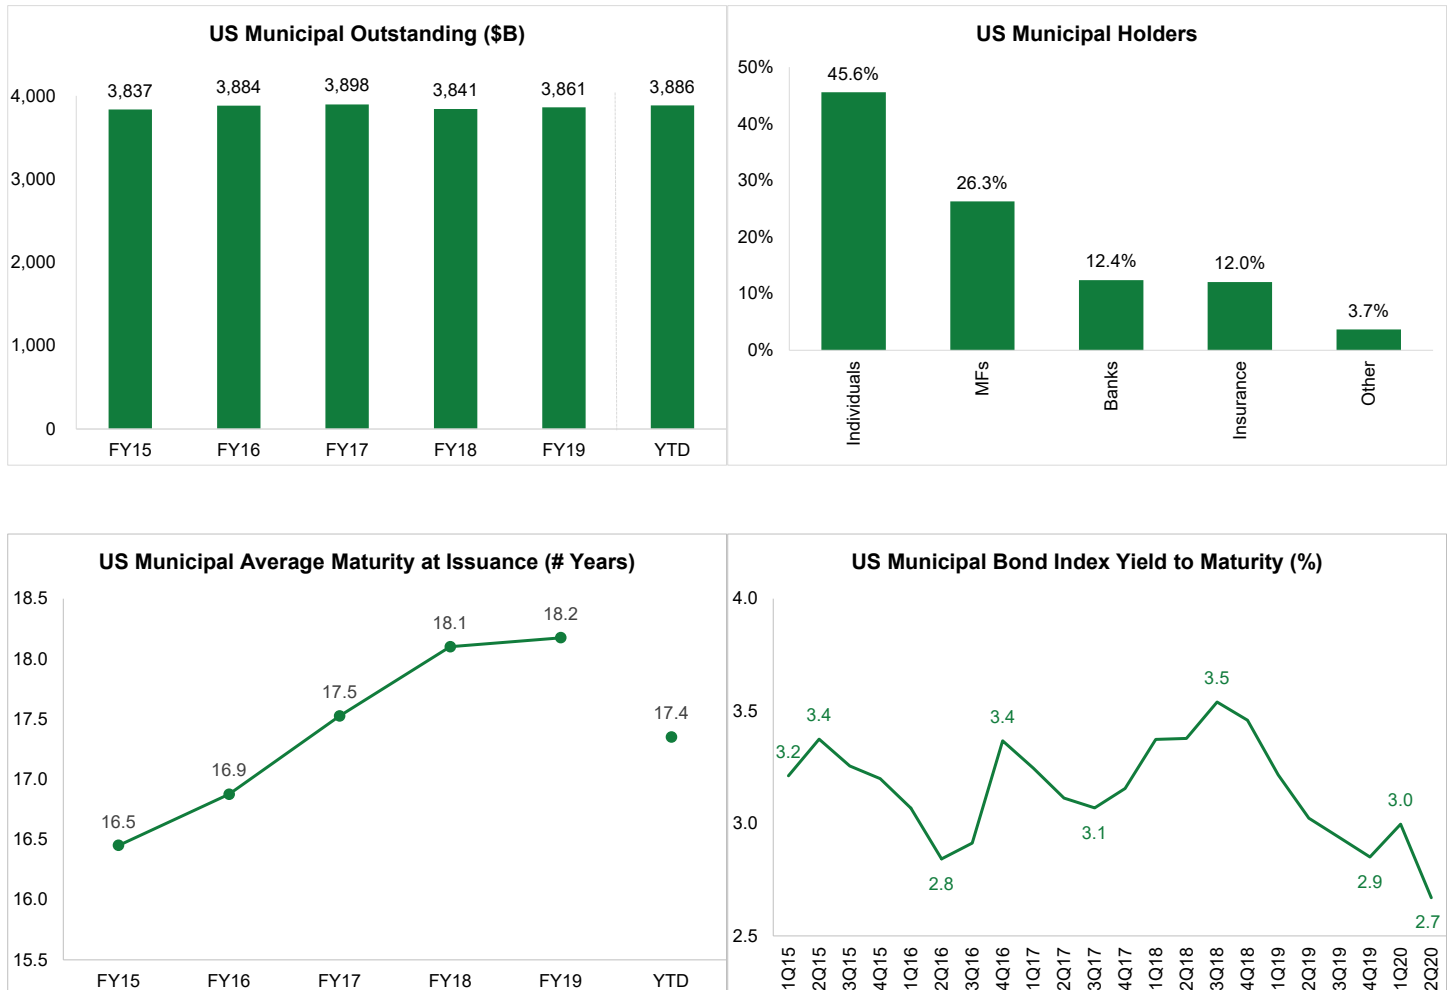 US Municipal Outstanding ($B)
4,000
3,000
2,000
1,000
0
3,837
3,884
3,898
3,841
3,861
3,886
FY15
FY16
FY17
FY18
FY19
YTD
US Municipal Holders
50%
40%
30%
20%
10%
0%
45.6%
26.3%
12.4%
12.0%
3.7%
Individuals
MFs
Banks
Insurance
Other
US Municipal Average Maturity at Issuance (# Years)
18.5
18.0
17.5
17.0
16.5
16.0
15.5
16.5
16.9
17.5
18.1
18.2
17.4
FY15
FY16
FY17
FY18
FY19
YTD
US Municipal Bond Index Yield to Maturity (%)
4.0
3.5
3.0
2.5
3.2
3.4
2.8
3.4
3.1
3.5
2.9
3.0
2.7
1Q15
2Q15
3Q15
4Q15
1Q16
2Q16
3Q16
4Q16
1Q17
2Q17
3Q17
4Q17
1Q18
2Q18
3Q18
4Q18
1Q19
2Q19
3Q19
4Q19
1Q20
2Q20